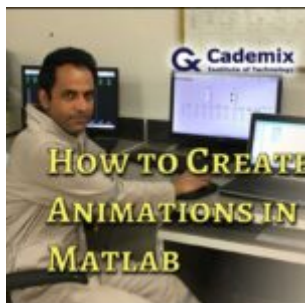 Cademix
Institute of Technology
How to Create
Animations in
Matlab